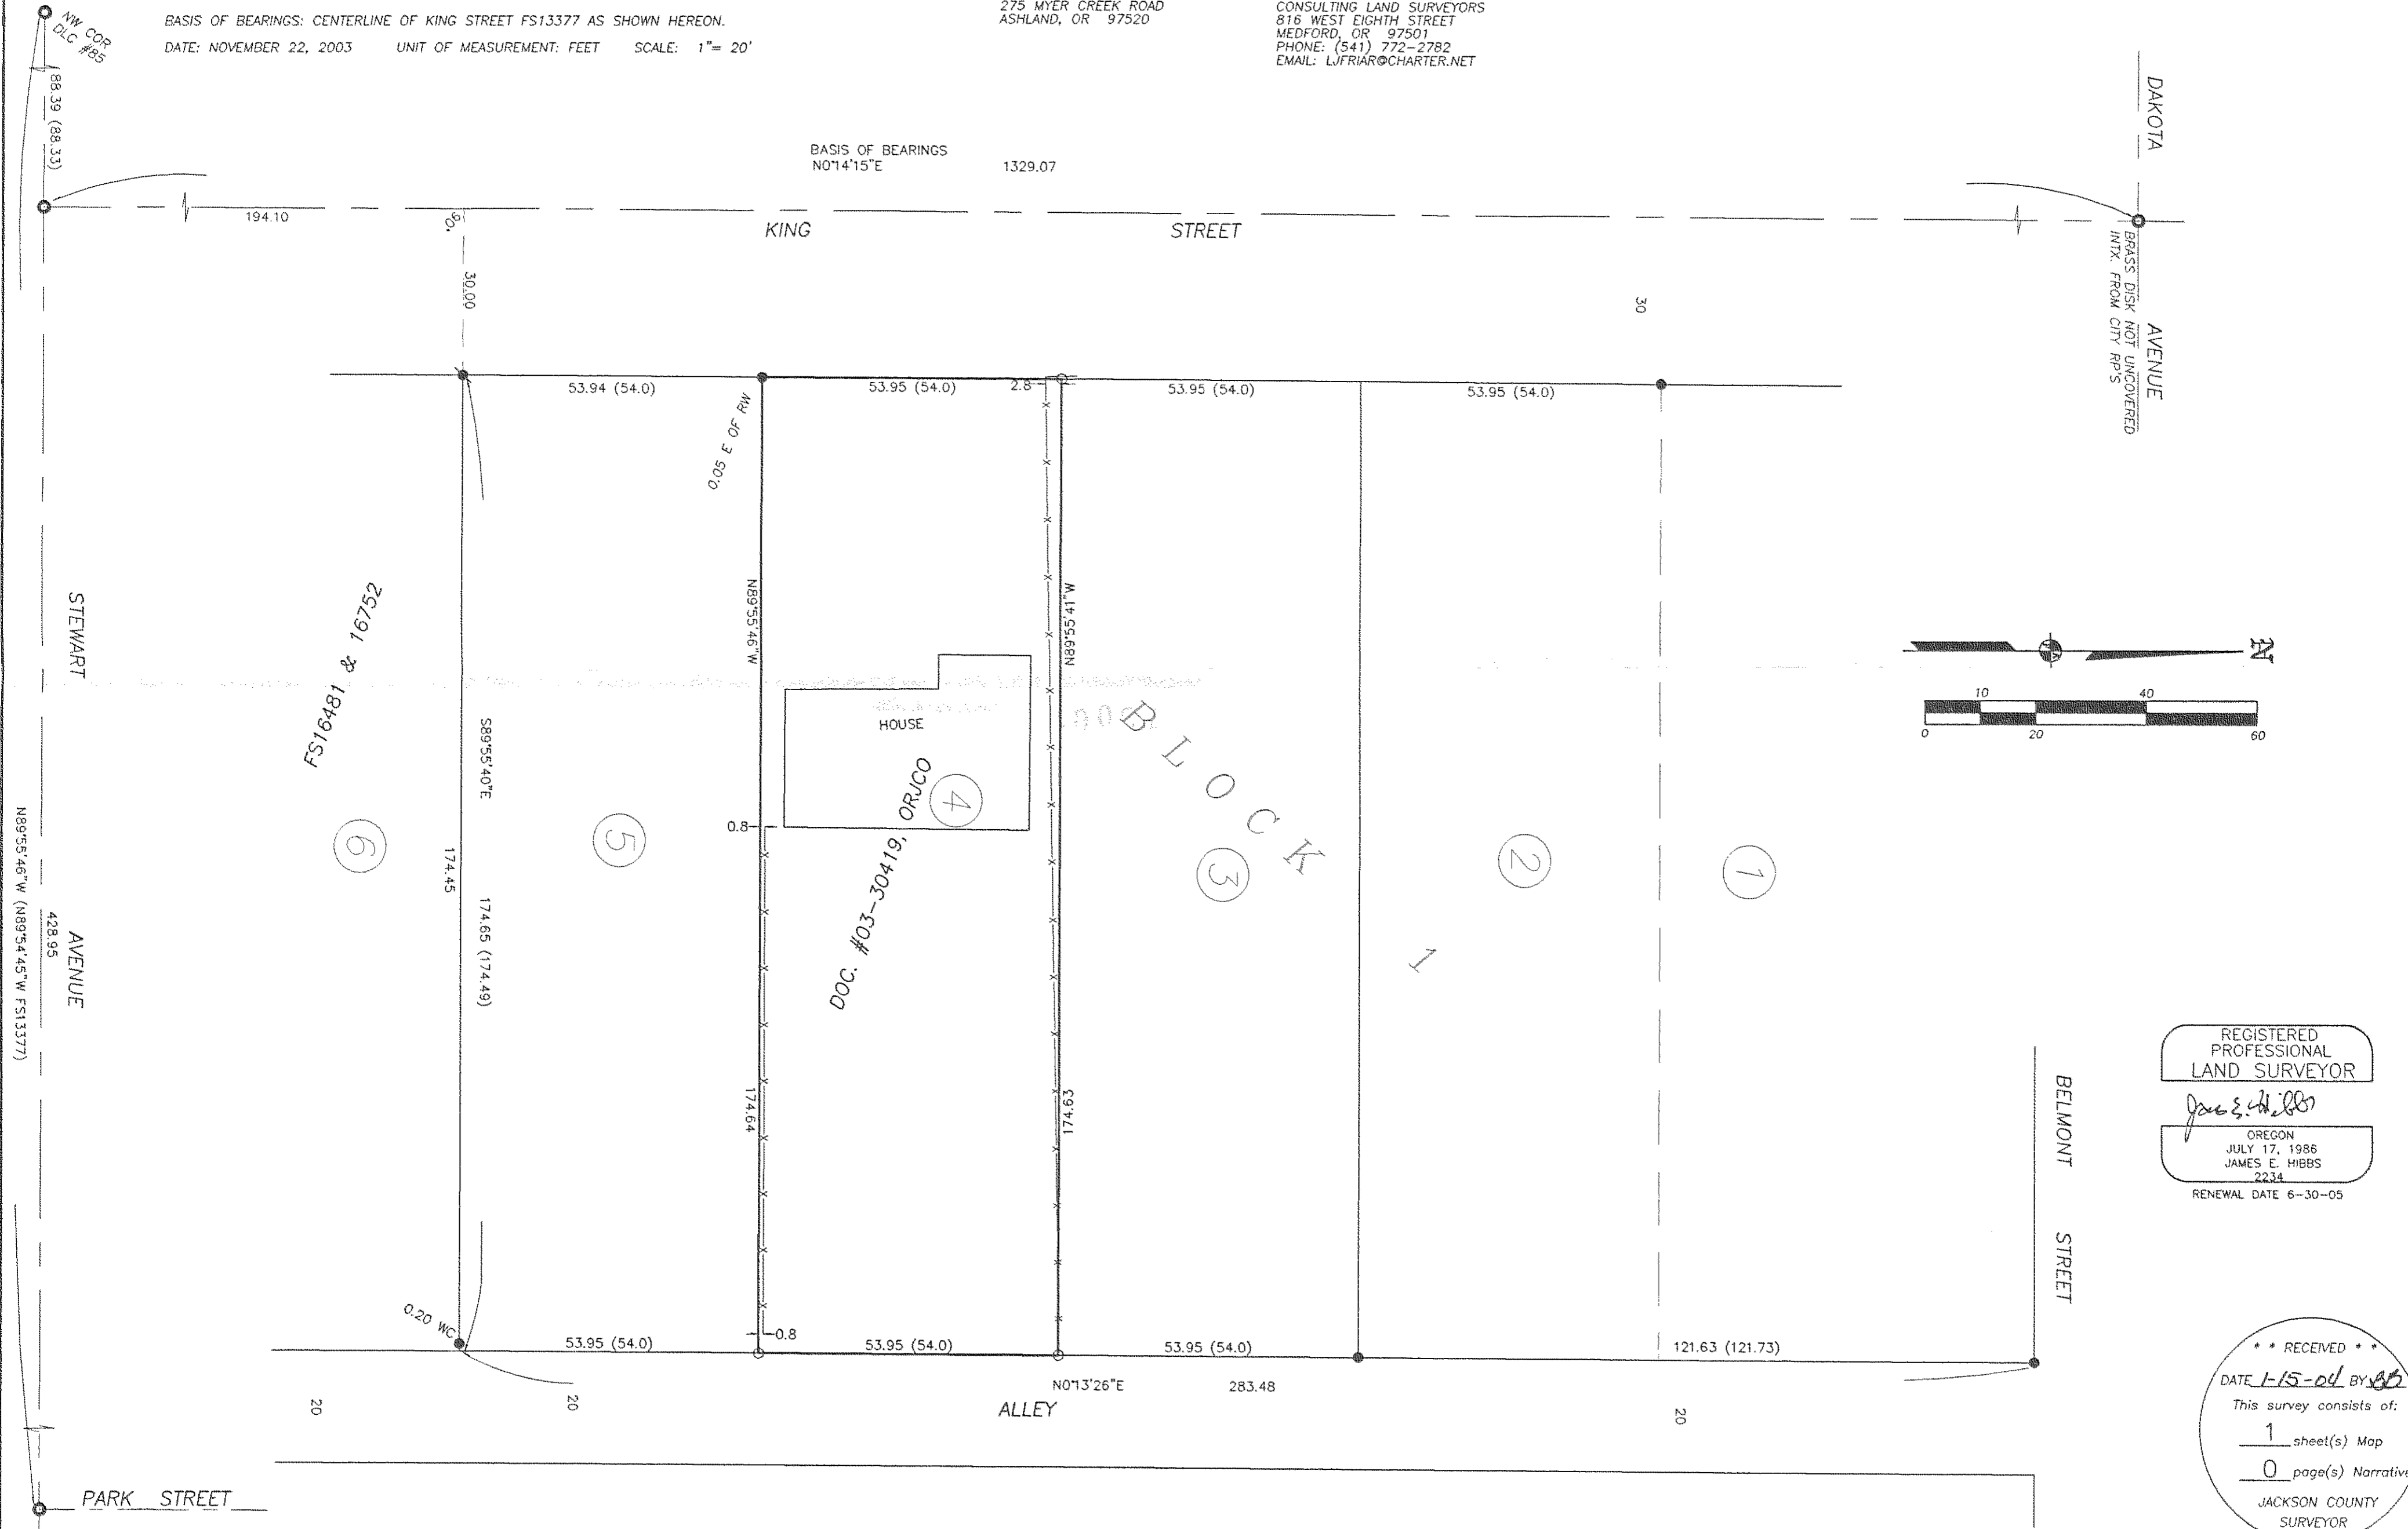 NW COR
DLC #85
BASIS OF BEARINGS: CENTERLINE OF KING STREET FS13377 AS SHOWN HEREON.
DATE: NOVEMBER 22, 2003 UNIT OF MEASUREMENT: FEET SCALE: 1"= 20'
275 MYER CREEK ROAD
ASHLAND, OR 97520
CONSULTING LAND SURVEYORS
816 WEST EIGHTH STREET
MEDFORD, OR 97501
PHONE: (541) 772-2782
EMAIL: LJFRIAR@CHARTER.NET
88.39 (88.33)
BASIS OF BEARINGS
N0°14'15"E 1329.07
194.10
KING STREET
DAKOTA AVENUE
BRASS DISK NOT UNCOVERED
INTX. FROM CITY RP'S
90°
30.00
30
53.94 (54.0)
53.95 (54.0)
2.8
53.95 (54.0)
53.95 (54.0)
0.05 E OF RW
STEWART AVENUE
N89°55'46"W (N89°54'45"W FS13377)
428.95
FS16481 & 16752
S89°55'40"E 174.65 (174.49)
174.45
N89°55'46"W
174.64
N89°55'41"W
174.63
HOUSE
DOC. #03-30419, ORJCO
0.8
BLOCK 1
6
5
4
3
2
1
N
10 40
0 20 60
BELMONT STREET
REGISTERED
PROFESSIONAL
LAND SURVEYOR
James E. Hibbs
OREGON
JULY 17, 1986
JAMES E. HIBBS
2234
RENEWAL DATE 6-30-05
0.20 WC
53.95 (54.0)
0.8
53.95 (54.0)
53.95 (54.0)
121.63 (121.73)
N0°13'26"E 283.48
ALLEY
20
20
20
PARK STREET
* * RECEIVED * *
DATE 1-15-04 BY BB
This survey consists of:
1 sheet(s) Map
0 page(s) Narrative
JACKSON COUNTY
SURVEYOR